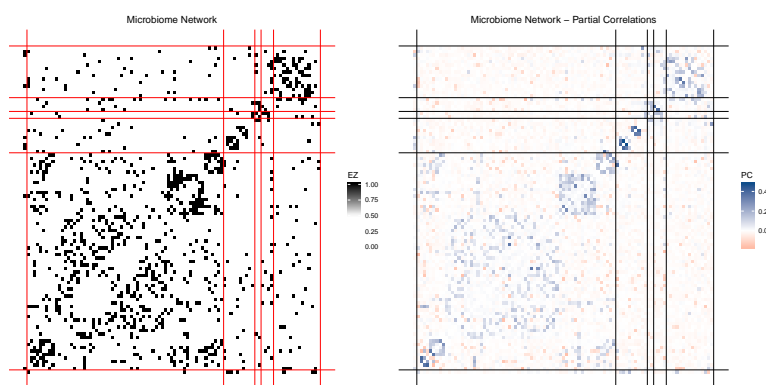 Microbiome Network
EZ
1.00
0.75
0.50
0.25
0.00
Microbiome Network − Partial Correlations
PC